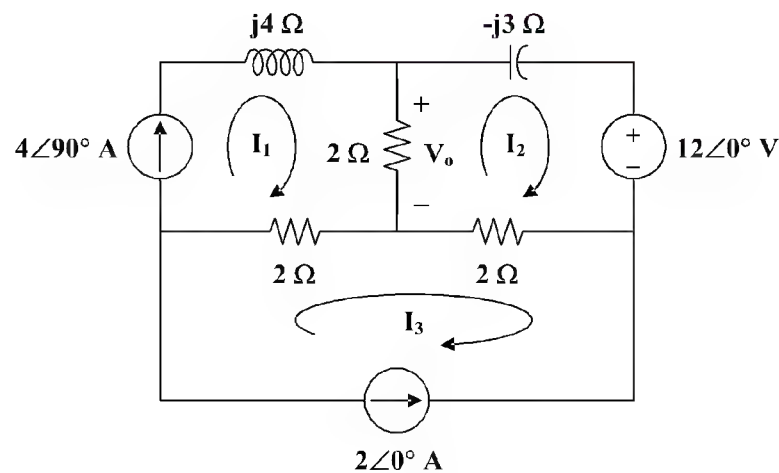 j4 Ω
-j3 Ω
4∠90° A
I₁
2 Ω
+
Vₒ
–
I₂
+
–
12∠0° V
2 Ω
2 Ω
I₃
2∠0° A